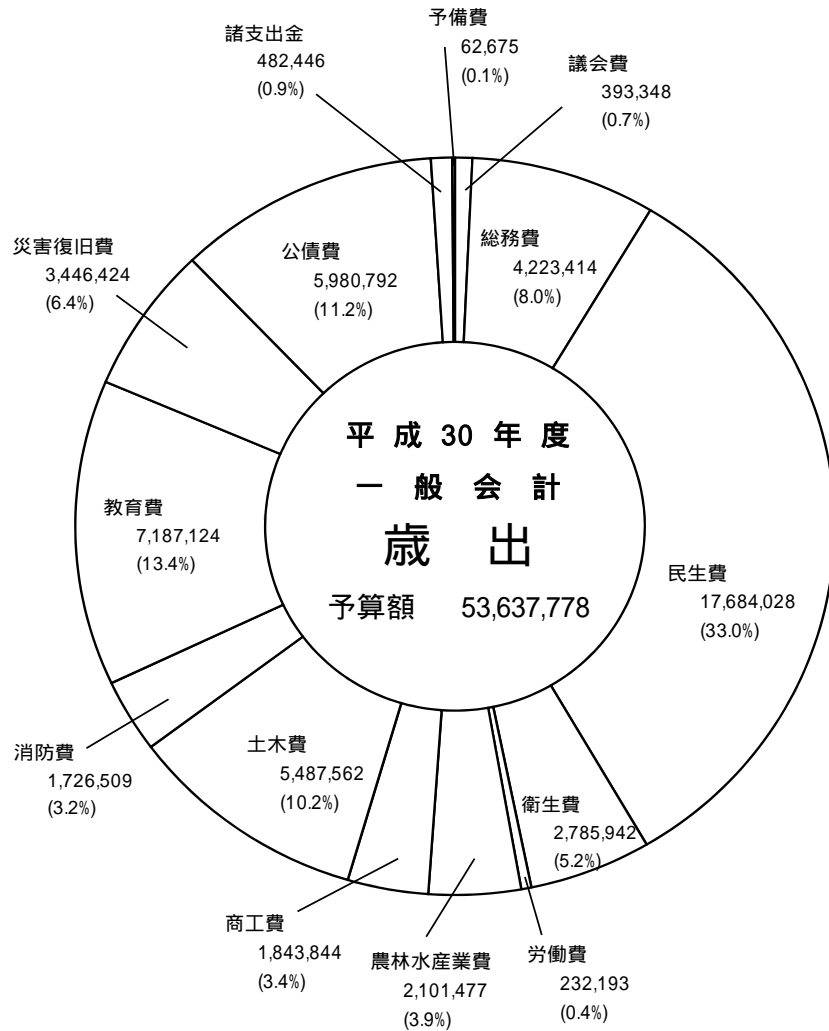 予備費
62,675
(0.1%)
議会費
393,348
(0.7%)
総務費
4,223,414
(8.0%)
民生費
17,684,028
(33.0%)
衛生費
2,785,942
(5.2%)
労働費
232,193
(0.4%)
農林水産業費
2,101,477
(3.9%)
商工費
1,843,844
(3.4%)
土木費
5,487,562
(10.2%)
消防費
1,726,509
(3.2%)
教育費
7,187,124
(13.4%)
災害復旧費
3,446,424
(6.4%)
公債費
5,980,792
(11.2%)
諸支出金
482,446
(0.9%)
平成30年度
一般会計
歳出
予算額 53,637,778